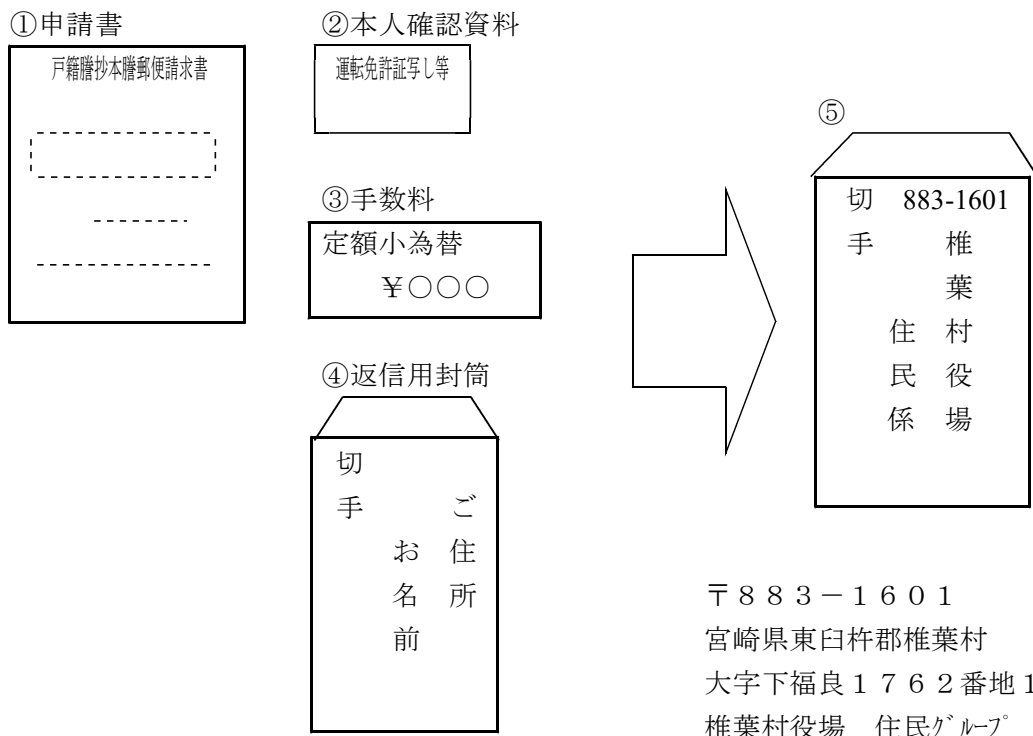 ①申請書
戸籍謄抄本謄郵便請求書
②本人確認資料
運転免許証写し等
③手数料
定額小為替
￥○○○
④返信用封筒
切手
ご住所
お名前
⑤
切手
883-1601
椎葉村役場
住民係
〒８８３－１６０１
宮崎県東臼杵郡椎葉村
大字下福良１７６２番地1
椎葉村役場　住民ｸﾞﾙｰﾌﾟ